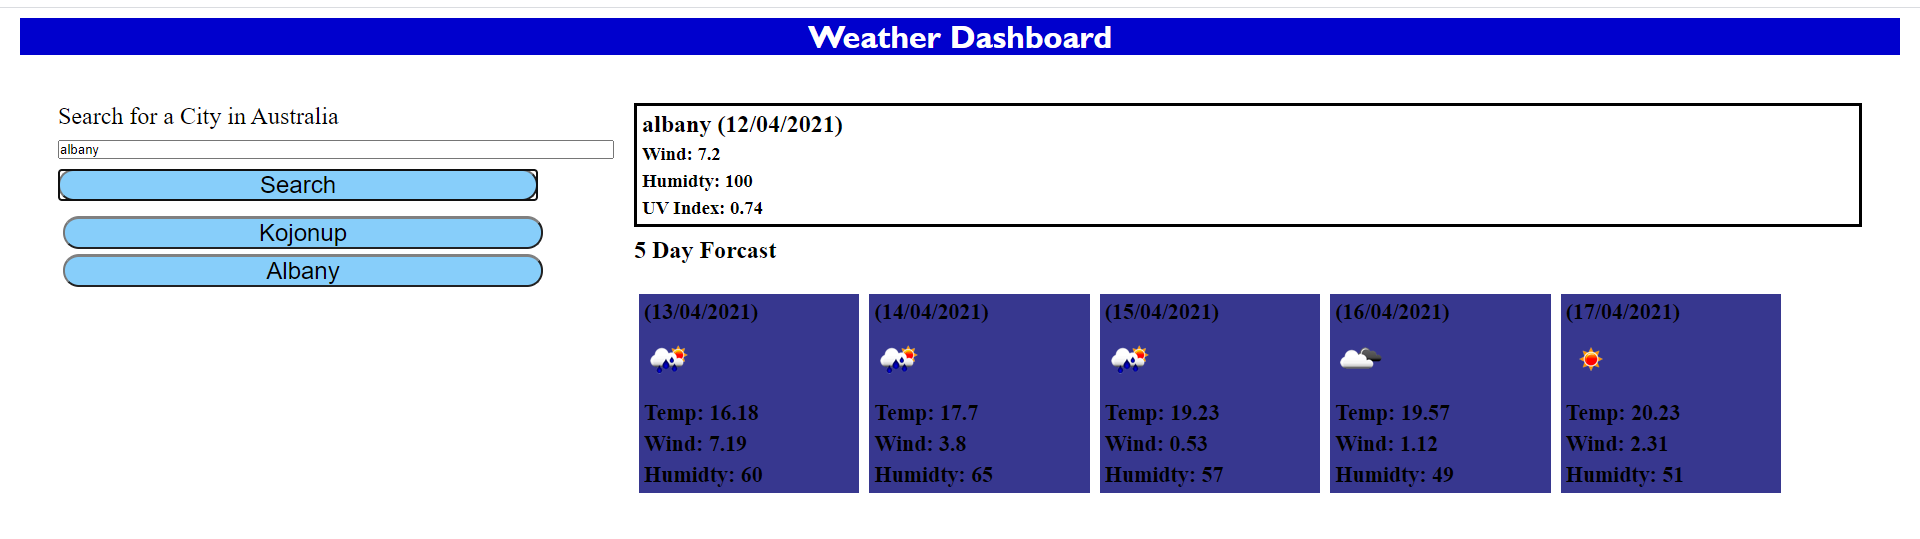 Weather Dashboard
Search for a City in Australia
albany
Search
Kojonup
Albany
albany (12/04/2021)
Wind: 7.2
Humidty: 100
UV Index: 0.74
5 Day Forcast
(13/04/2021)
Temp: 16.18
Wind: 7.19
Humidty: 60
(14/04/2021)
Temp: 17.7
Wind: 3.8
Humidty: 65
(15/04/2021)
Temp: 19.23
Wind: 0.53
Humidty: 57
(16/04/2021)
Temp: 19.57
Wind: 1.12
Humidty: 49
(17/04/2021)
Temp: 20.23
Wind: 2.31
Humidty: 51